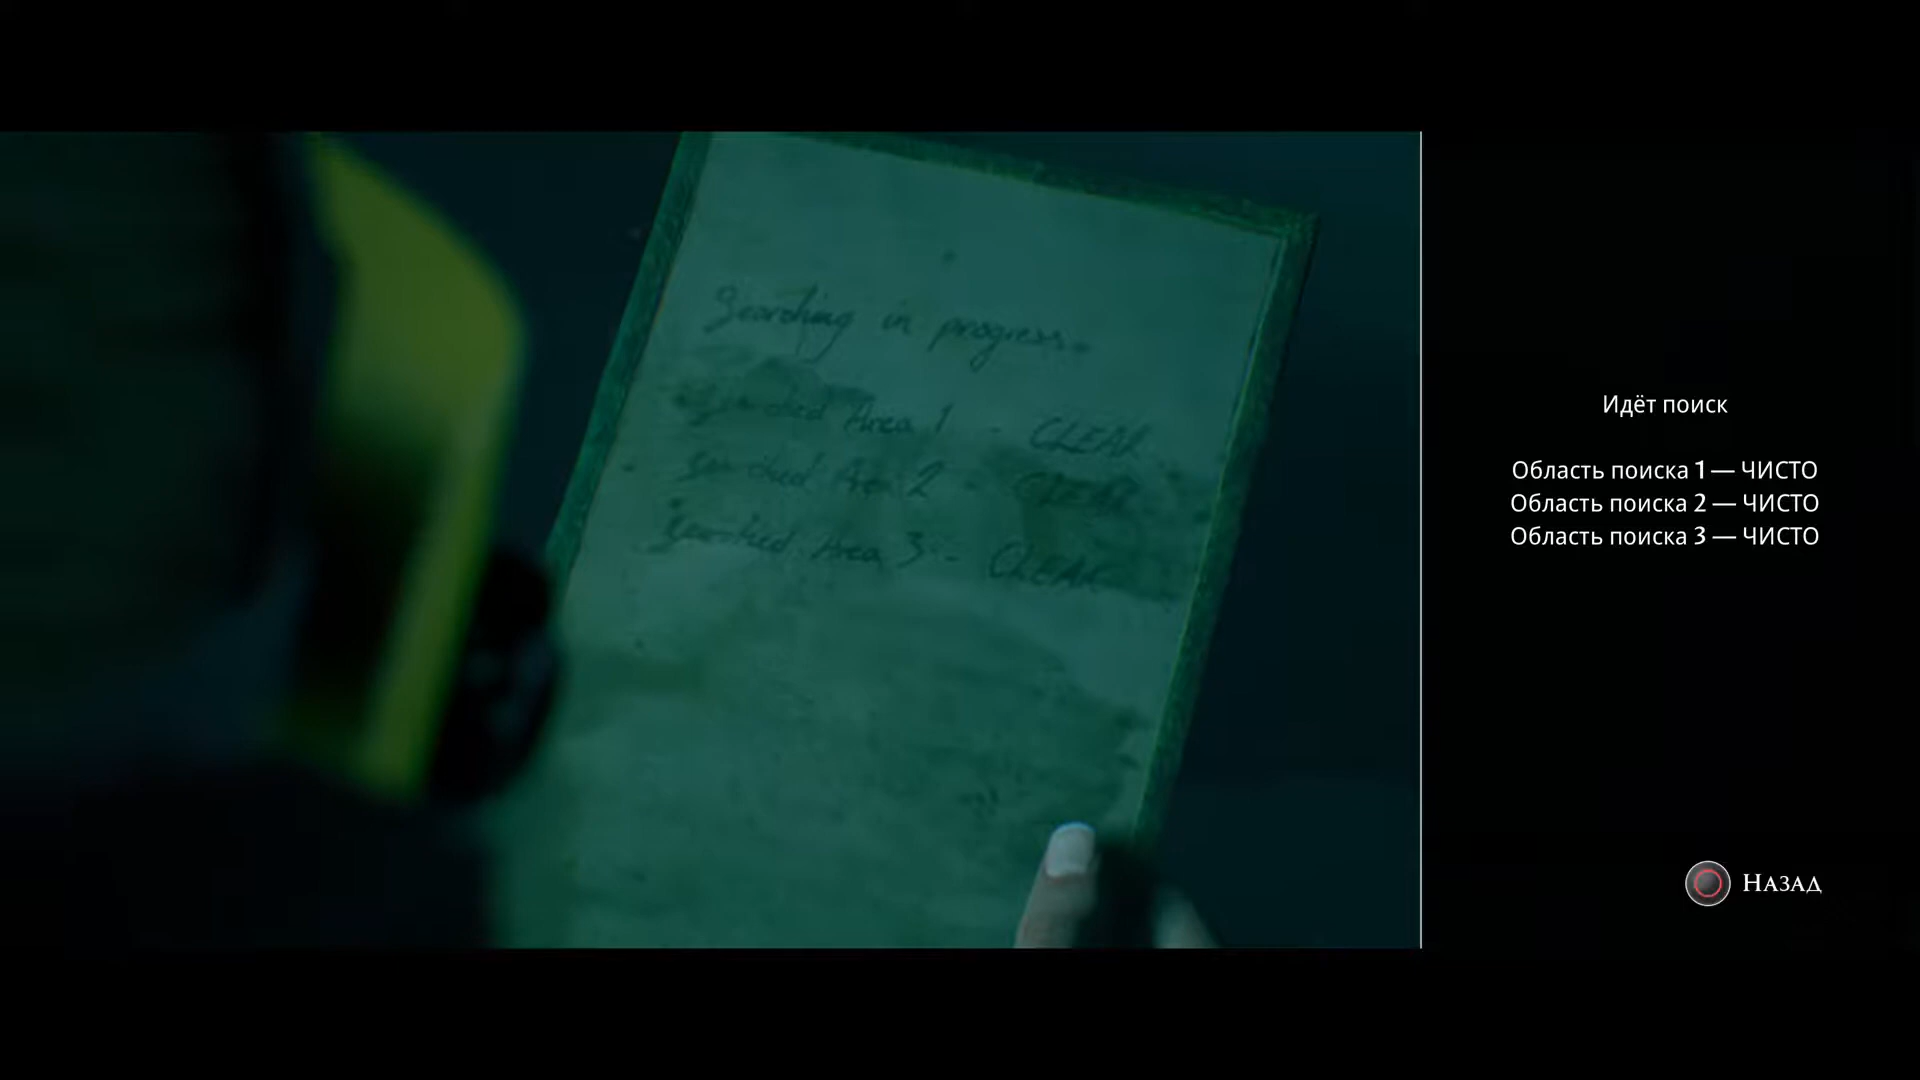 Searching in progress.
Searched Area 1 - CLEAR
Searched Area 2 - CLEAR
Searched Area 3 - CLEAR
Идёт поиск
Область поиска 1 — ЧИСТО
Область поиска 2 — ЧИСТО
Область поиска 3 — ЧИСТО
НАЗАД